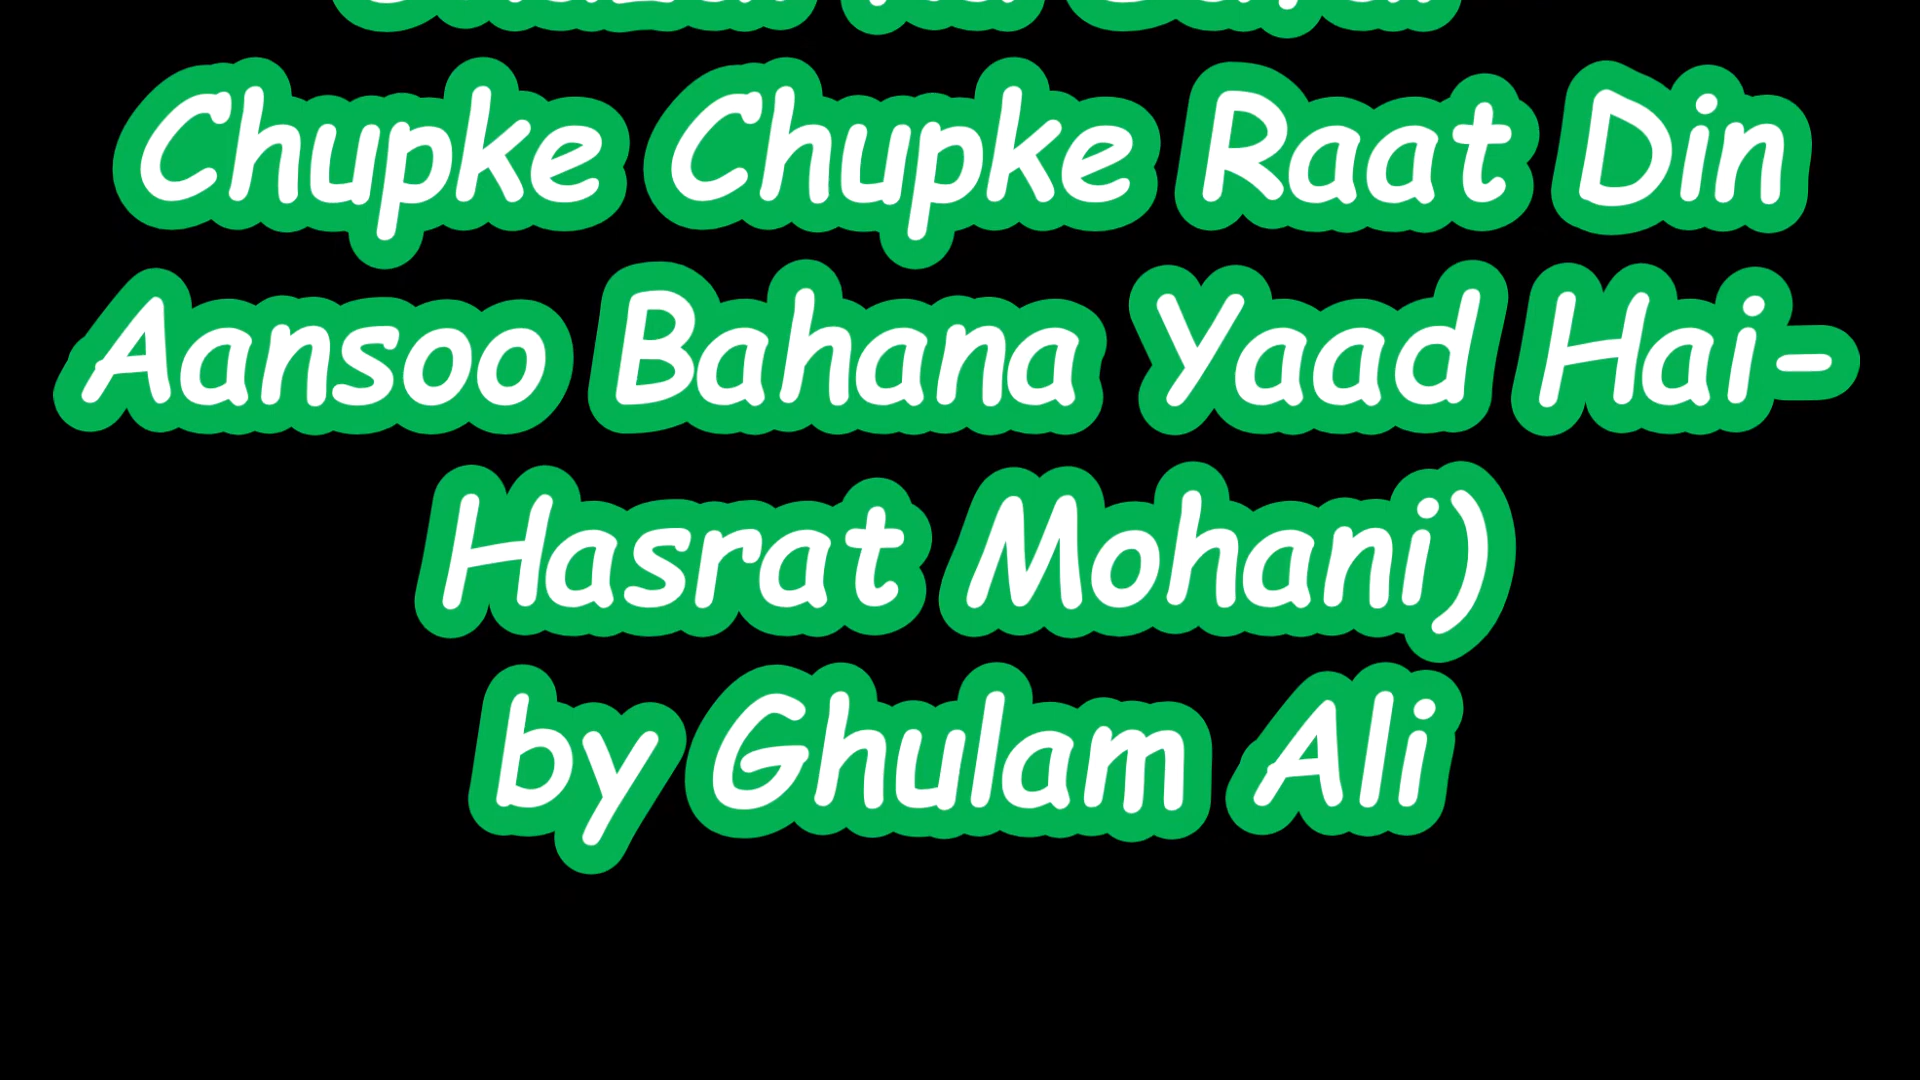 Chupke Chupke Raat Din
Aansoo Bahana Yaad Hai-
Hasrat Mohani)
by Ghulam Ali